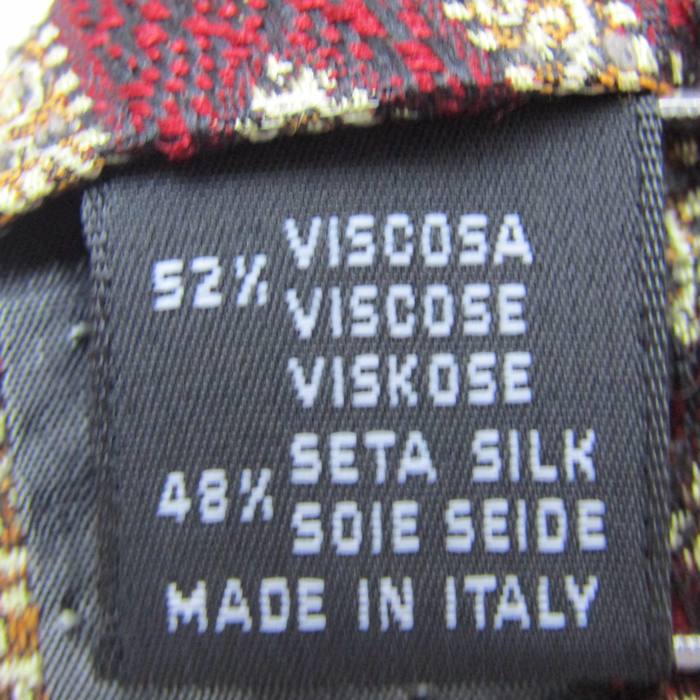 VISCOSA
52% VISCOSE
VISKOSE
SETA SILK
48% SOIE SEIDE
MADE IN ITALY